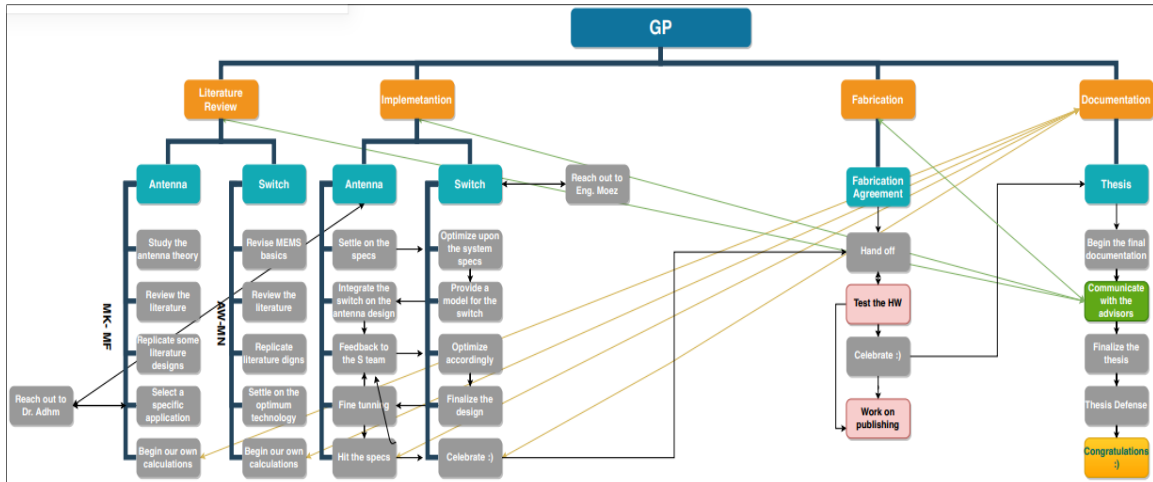 GP
Literature
Review
Implemetantion
Fabrication
Documentation
Antenna
Switch
Antenna
Switch
Reach out to
Eng. Moez
Fabrication
Agreement
Thesis
Study the
antenna theory
Revise MEMS
basics
Settle on the
specs
Optimize upon
the system
specs
Hand off
Begin the final
documentation
MK- MF
AW-MN
Review the
literature
Review the
literature
Integrate the
switch on the
antenna design
Provide a
model for the
switch
Test the HW
Communicate
with the
advisors
Replicate some
literature
designs
Replicate
literature digns
Feedback to
the S team
Optimize
accordingly
Celebrate :)
Finalize the
thesis
Reach out to
Dr. Adhm
Select a
specific
application
Settle on the
optimum
technology
Fine tunning
Finalize the
design
Work on
publishing
Thesis Defense
Begin our own
calculations
Begin our own
calculations
Hit the specs
Celebrate :)
Congratulations
:)